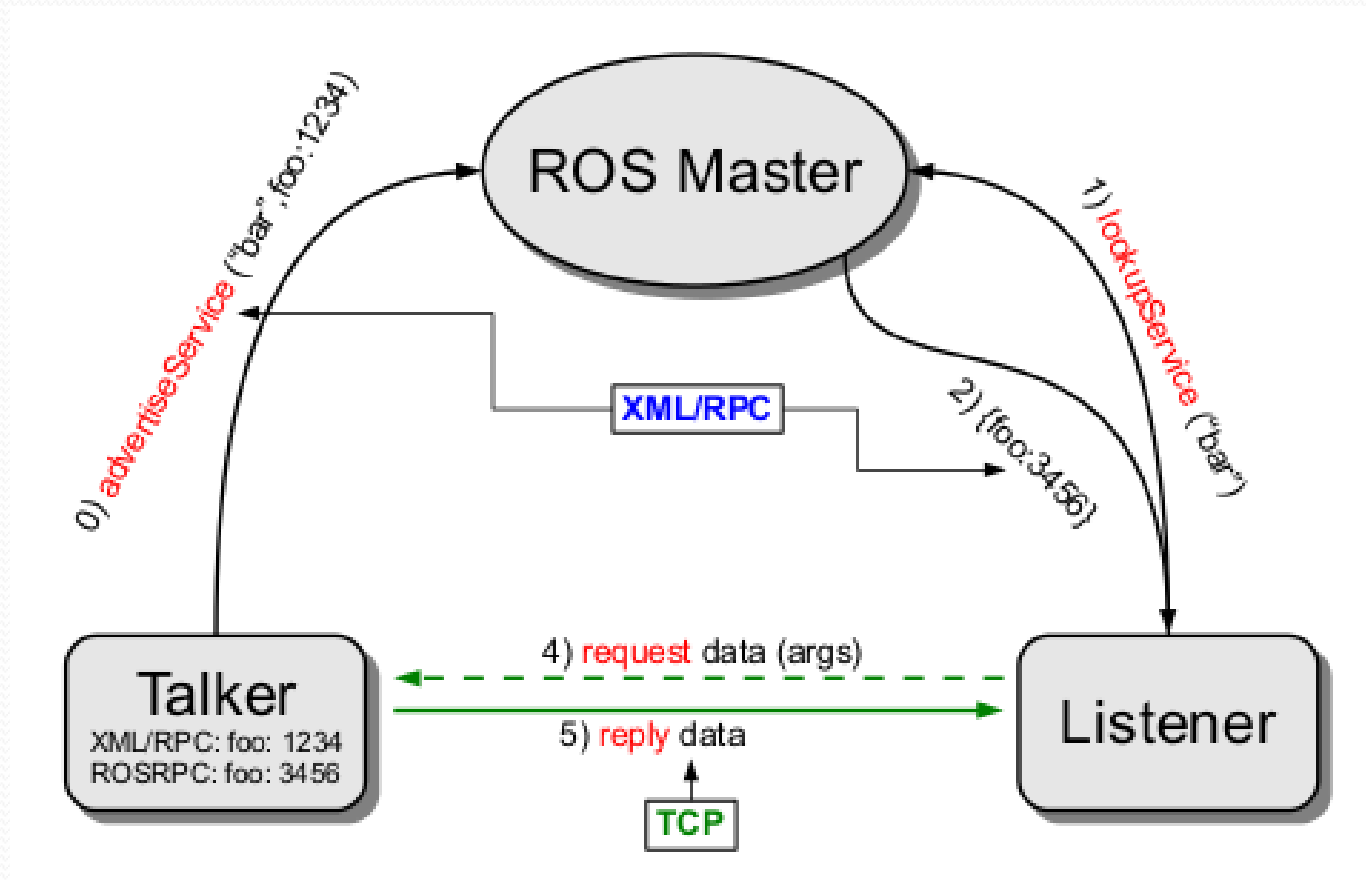 ROS Master
0) advertiseService ("bar",foo:1234)
1) lookupService ("bar")
XML/RPC
2) {foo:3456}
4) request data (args)
Talker
XML/RPC: foo: 1234
ROSRPC: foo: 3456
5) reply data
Listener
TCP